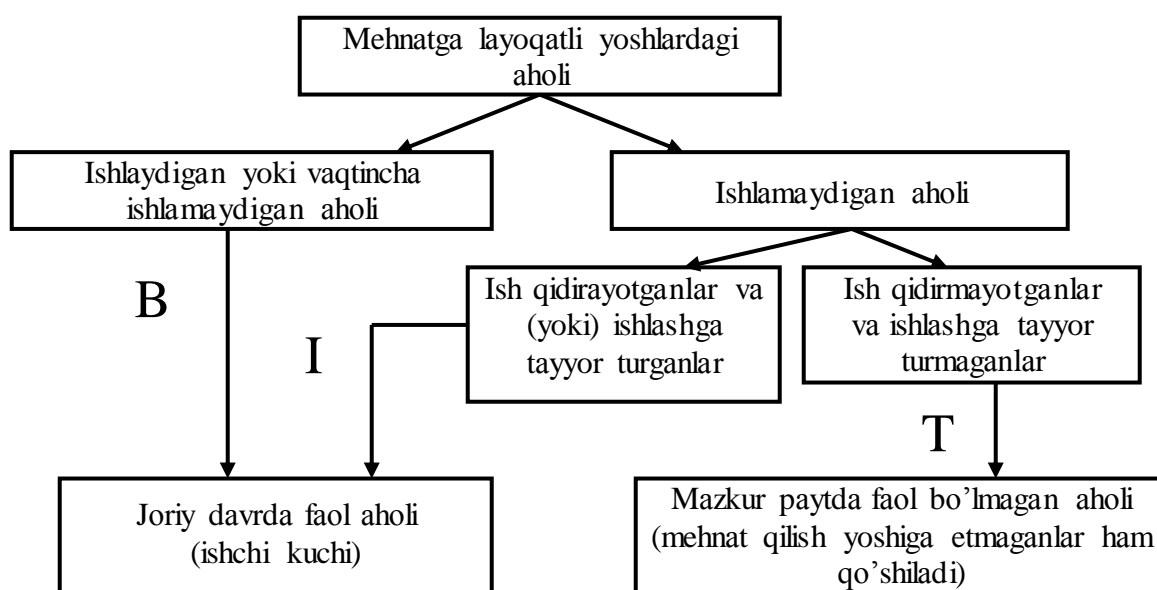 Mehnatga layoqatli yoshlardagi
aholi
Ishlaydigan yoki vaqtincha
ishlamaydigan aholi
Ishlamaydigan aholi
B
I
Ish qidirayotganlar va
(yoki) ishlashga
tayyor turganlar
Ish qidirmayotganlar
va ishlashga tayyor
turmaganlar
T
Joriy davrda faol aholi
(ishchi kuchi)
Mazkur paytda faol bo’lmagan aholi
(mehnat qilish yoshiga etmaganlar ham
qo’shiladi)